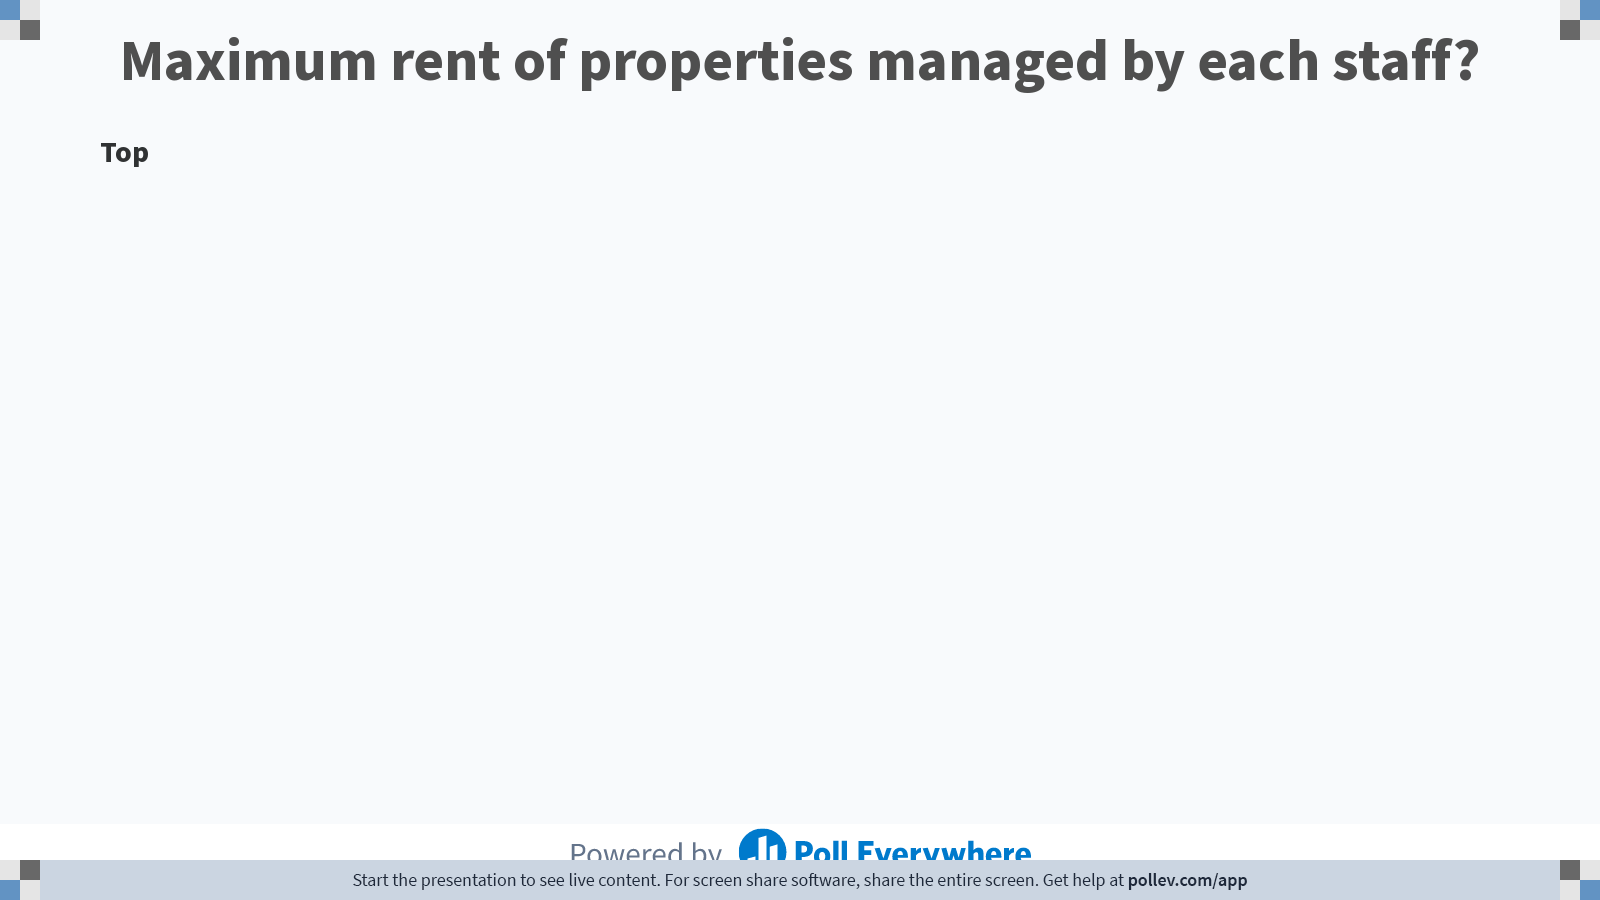 Maximum rent of properties managed by each staff?
Top
Powered by Poll Everywhere
Start the presentation to see live content. For screen share software, share the entire screen. Get help at pollev.com/app